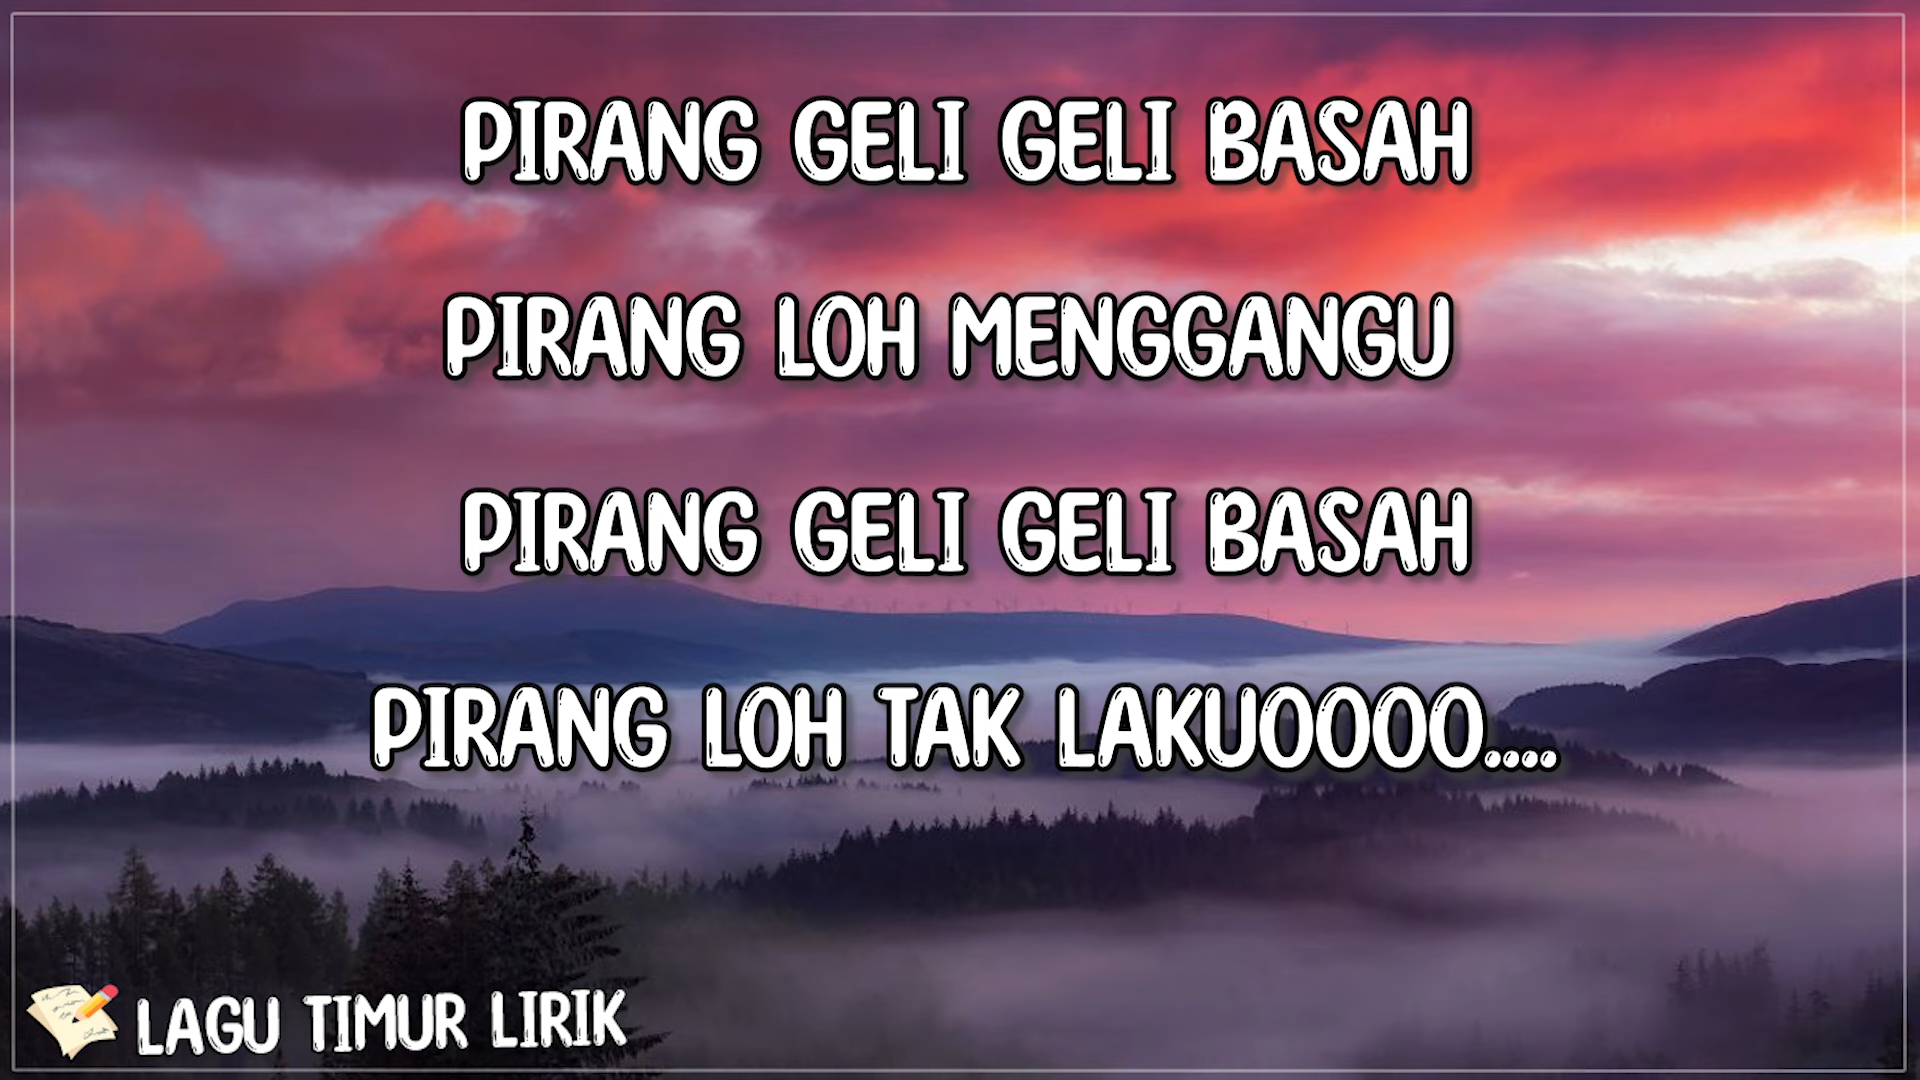 PIRANG GELI GELI BASAH
PIRANG LOH MENGGANGU
PIRANG GELI GELI BASAH
PIRANG LOH TAK LAKUOOOO....
LAGU TIMUR LIRIK